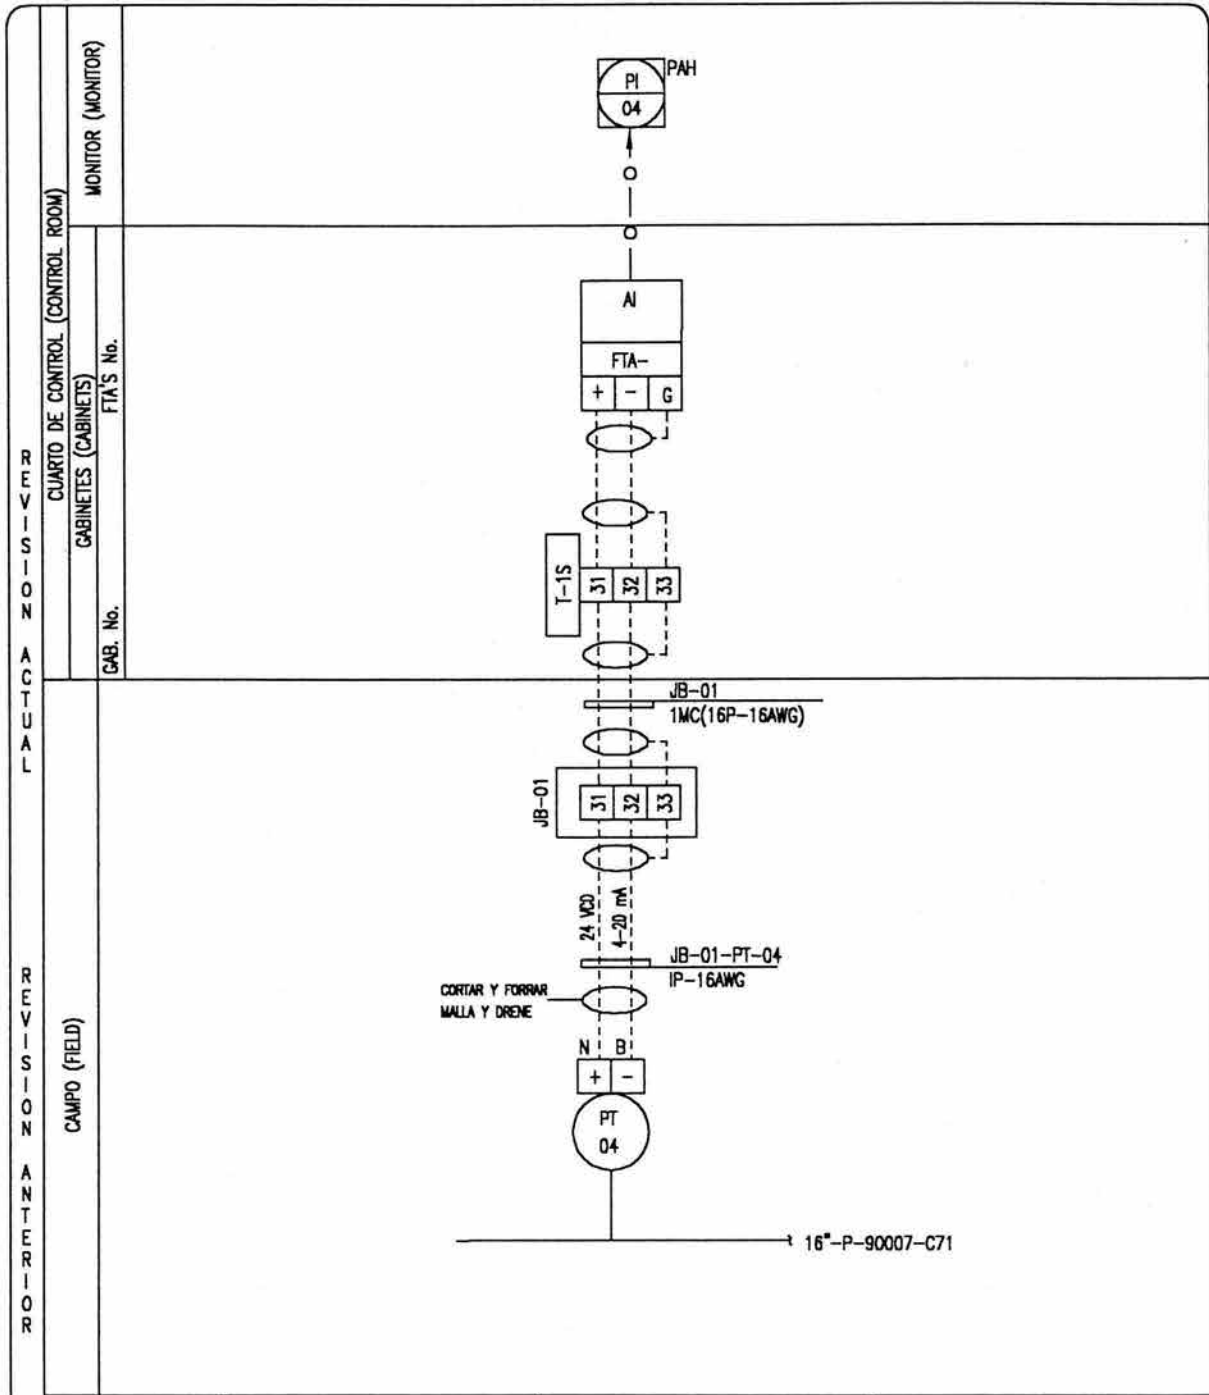 REVISION ACTUAL
REVISION ANTERIOR
CUARTO DE CONTROL (CONTROL ROOM)
MONITOR (MONITOR)
GABINETES (CABINETS)
FTA'S No.
GAB. No.
CAMPO (FIELD)
PI
04
PAH
AI
FTA-
+ - G
T-1S
31 32 33
JB-01
1MC(16P-16AWG)
JB-01
31 32 33
24 VCD
4-20 mA
JB-01-PT-04
IP-16AWG
CORTAR Y FORRAR
MALLA Y DRENE
N B
+ -
PT
04
16"-P-90007-C71